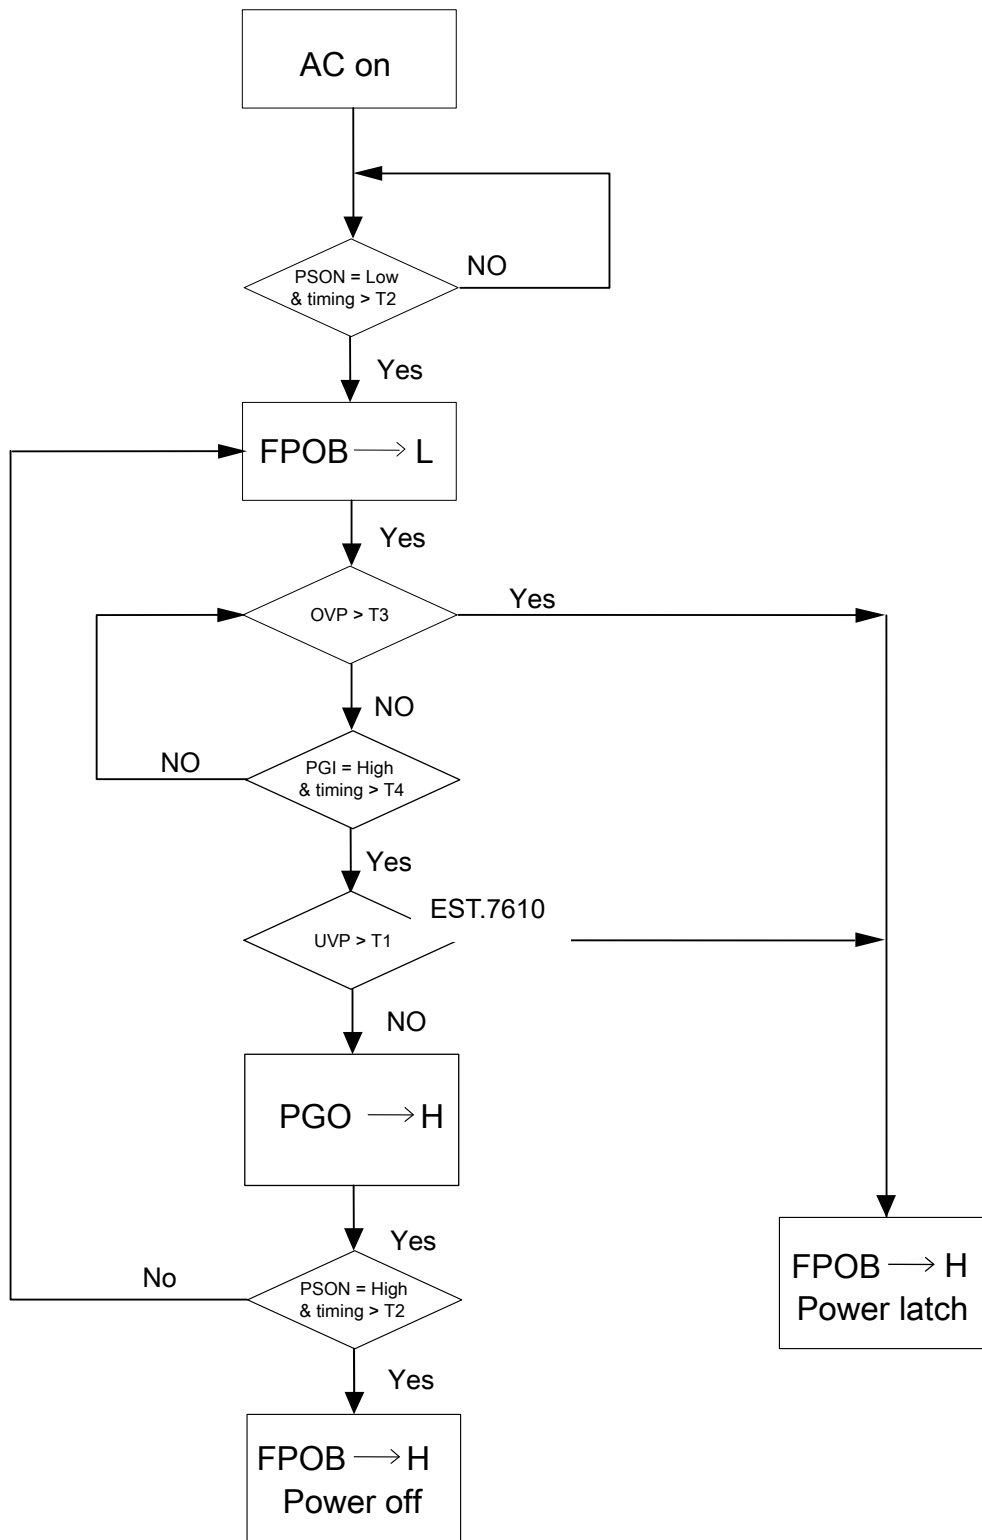 AC on
PSON = Low
& timing > T2
NO
Yes
FPOB → L
Yes
OVP > T3
Yes
NO
PGI = High
& timing > T4
NO
Yes
EST.7610
UVP > T1
NO
PGO → H
Yes
No
PSON = High
& timing > T2
FPOB → H
Power latch
Yes
FPOB → H
Power off